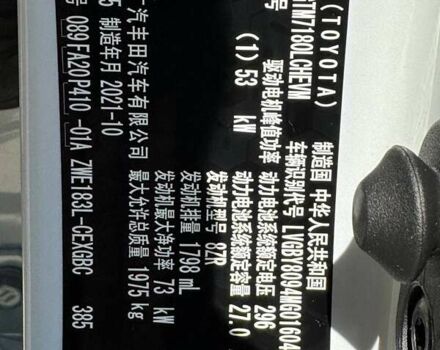 (TOYOTA) 制造国 中华人民共和国
TM7180LCHEVM 车辆识别代号 LVGBY8094MG01604
号 驱动电机峰值功率 动力电池系统额定电压 296
(1) 53 kW 动力电池系统额定容量 27.0
发动机型号 8ZR
发动机排量 1798 mL
发动机最大净功率 73 kW
汽丰田汽车有限公司 最大允许总质量 1975 kg
5 制造年月 2021-10
089FA20P410 -01A ZWE183L-CEXGBC 385